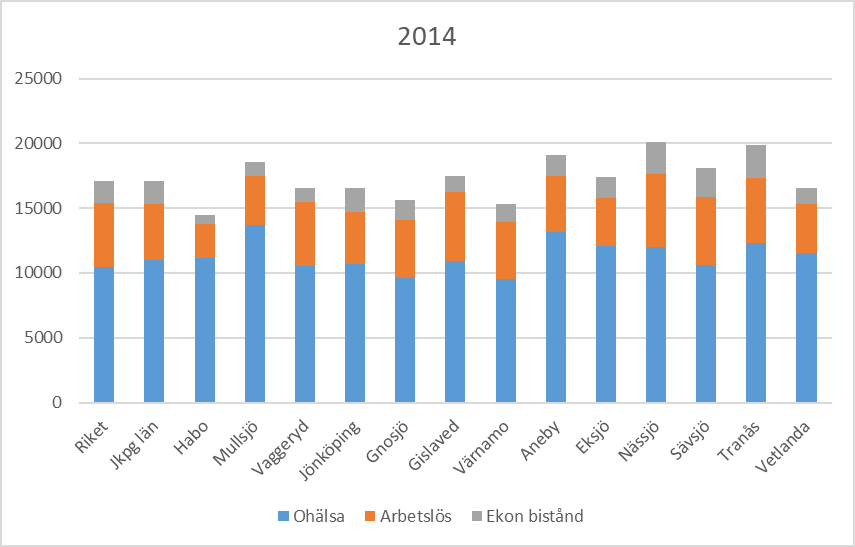 2014
25000
20000
15000
10000
5000
0
Riket
Jkpg län
Habo
Mullsjö
Vaggeryd
Jönköping
Gnosjö
Gislaved
Värnamo
Aneby
Eksjö
Nässjö
Sävsjö
Tranås
Vetlanda
Ohälsa Arbetslös Ekon bistånd